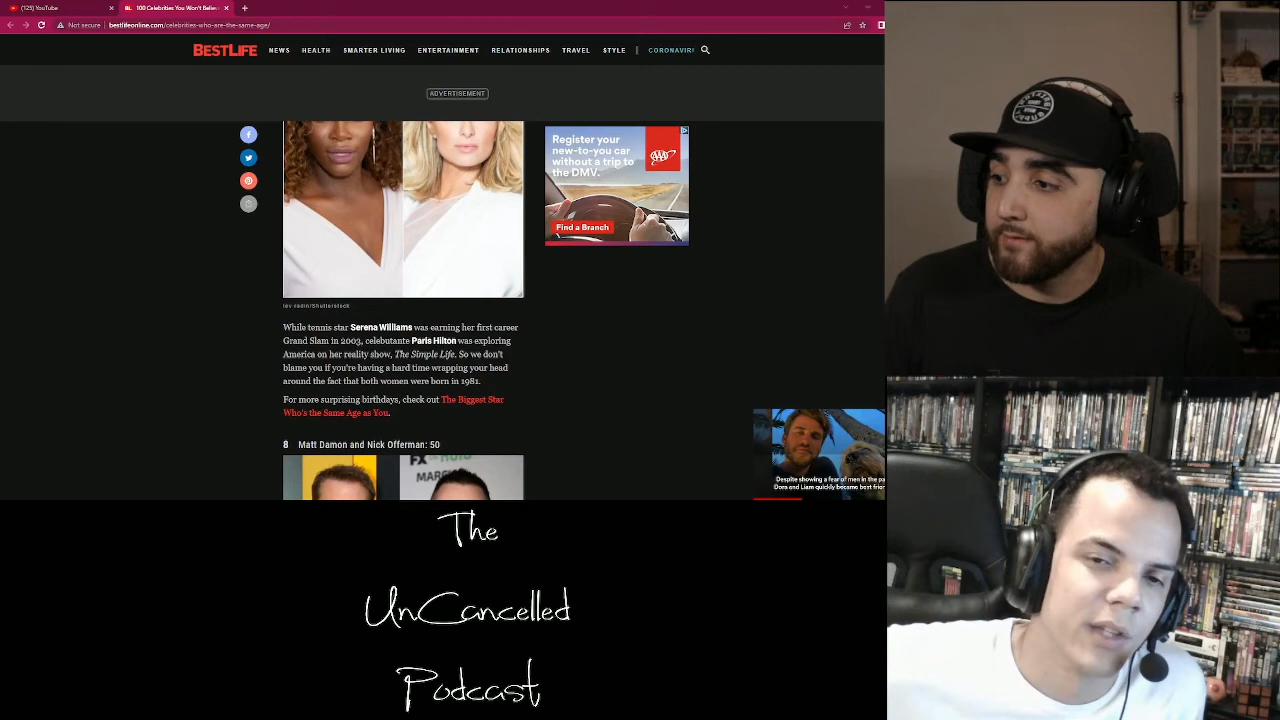 (125) YouTube
100 Celebrities You Won't Believ
Not secure
bestlifeonline.com/celebrities-who-are-the-same-age/
BESTLIFE
NEWS
HEALTH
SMARTER LIVING
ENTERTAINMENT
RELATIONSHIPS
TRAVEL
STYLE
CORONAVIRU
ADVERTISEMENT
Register your
new-to-you car
without a trip to
the DMV.
AAA
Find a Branch
lev radin/Shutterstock
While tennis star Serena Williams was earning her first career
Grand Slam in 2003, celebutante Paris Hilton was exploring
America on her reality show, The Simple Life. So we don't
blame you if you're having a hard time wrapping your head
around the fact that both women were born in 1981.
For more surprising birthdays, check out The Biggest Star
Who's the Same Age as You.
8 Matt Damon and Nick Offerman: 50
FX
Despite showing a fear of men in the pa
Dora and Liam quickly became best frien
The
UnCancelled
Podcast